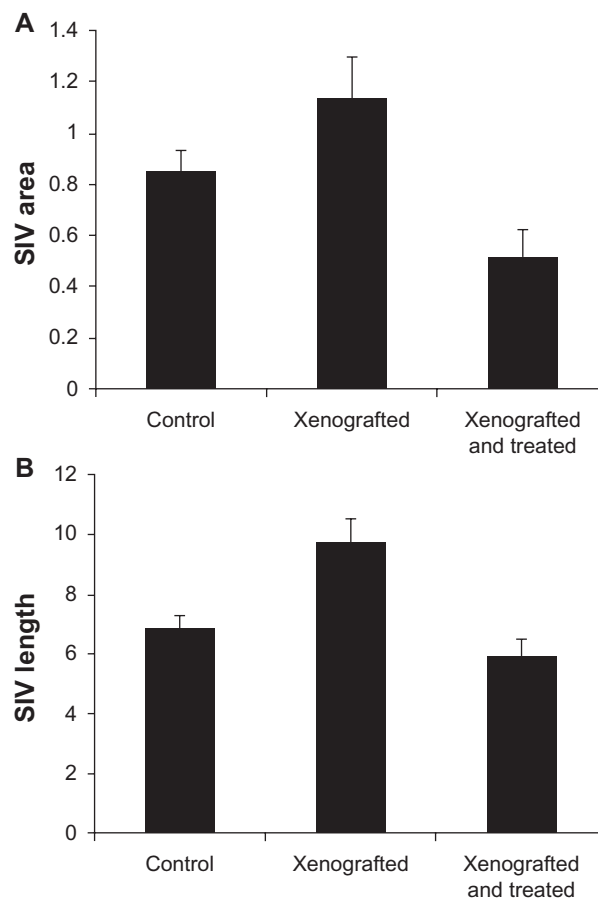 A
SIV area
1.4
1.2
1
0.8
0.6
0.4
0.2
0
Control
Xenografted
Xenografted
and treated
B
SIV length
12
10
8
6
4
2
0
Control
Xenografted
Xenografted
and treated